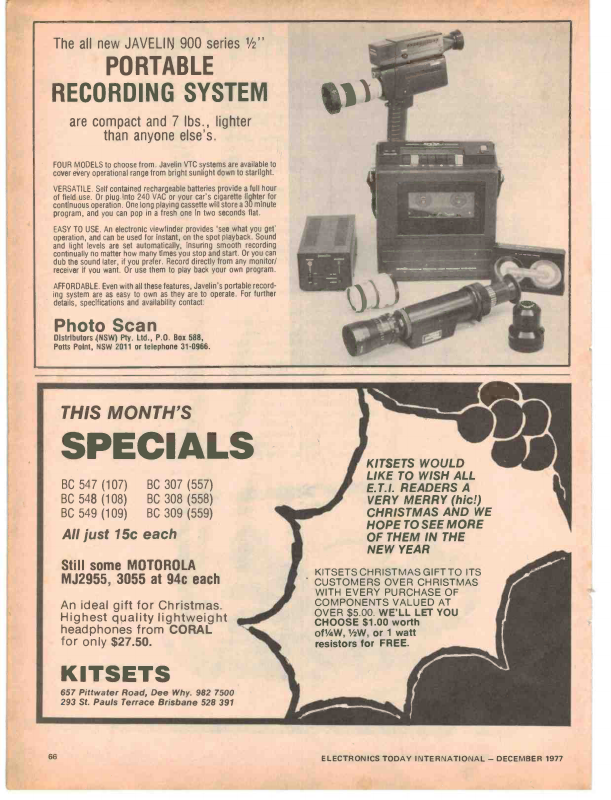 The all new JAVELIN 900 series ½''
PORTABLE
RECORDING SYSTEM
are compact and 7 lbs., lighter
than anyone else's.
FOUR MODELS to choose from. Javelin VTC systems are available to
cover every operational range from bright sunlight down to starlight.
VERSATILE. Self contained rechargeable batteries provide a full hour
of field use. Or plug into 240 VAC or your car's cigarette lighter for
continuous operation. One long playing cassette will store a 30 minute
program, and you can pop in a fresh one in two seconds flat.
EASY TO USE. An electronic viewfinder provides 'see what you get'
operation, and can be used for instant, on the spot playback. Sound
and light levels are set automatically, insuring smooth recording
continually no matter how many times you stop and start. Or you can
dub the sound later, if you prefer. Record directly from any monitor/
receiver if you want. Or use them to play back your own program.
AFFORDABLE. Even with all these features, Javelin's portable record-
ing system are as easy to own as they are to operate. For further
details, specifications and availability contact:
Photo Scan
Distributors (NSW) Pty. Ltd., P.O. Box 588,
Potts Point, NSW 2011 or telephone 31-0966.
THIS MONTH'S
SPECIALS
BC 547 (107) BC 307 (557)
BC 548 (108) BC 308 (558)
BC 549 (109) BC 309 (559)
All just 15c each
Still some MOTOROLA
MJ2955, 3055 at 94c each
An ideal gift for Christmas.
Highest quality lightweight
headphones from CORAL
for only $27.50.
KITSETS
657 Pittwater Road, Dee Why. 982 7500
293 St. Pauls Terrace Brisbane 528 391
KITSETS WOULD
LIKE TO WISH ALL
E.T.I. READERS A
VERY MERRY (hic!)
CHRISTMAS AND WE
HOPE TO SEE MORE
OF THEM IN THE
NEW YEAR
KITSETS CHRISTMAS GIFT TO ITS
CUSTOMERS OVER CHRISTMAS
WITH EVERY PURCHASE OF
COMPONENTS VALUED AT
OVER $5.00. WE'LL LET YOU
CHOOSE $1.00 worth
of ¼W, ½W, or 1 watt
resistors for FREE.
66
ELECTRONICS TODAY INTERNATIONAL — DECEMBER 1977